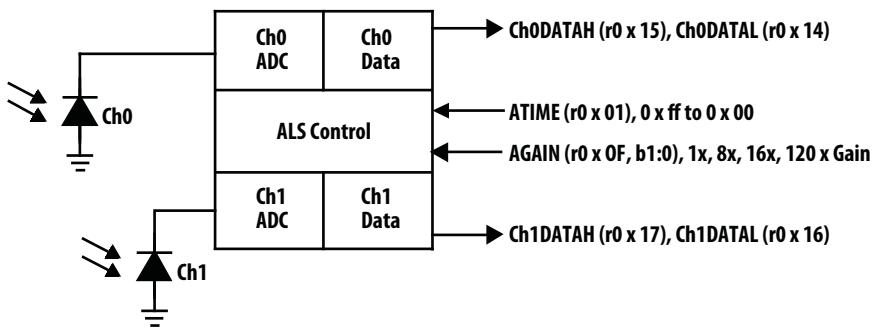 Ch0
ADC
Ch0
Data
Ch0DATAH (r0 x 15), Ch0DATAL (r0 x 14)
Ch0
ALS Control
ATIME (r0 x 01), 0 x ff to 0 x 00
AGAIN (r0 x OF, b1:0), 1x, 8x, 16x, 120 x Gain
Ch1
ADC
Ch1
Data
Ch1DATAH (r0 x 17), Ch1DATAL (r0 x 16)
Ch1